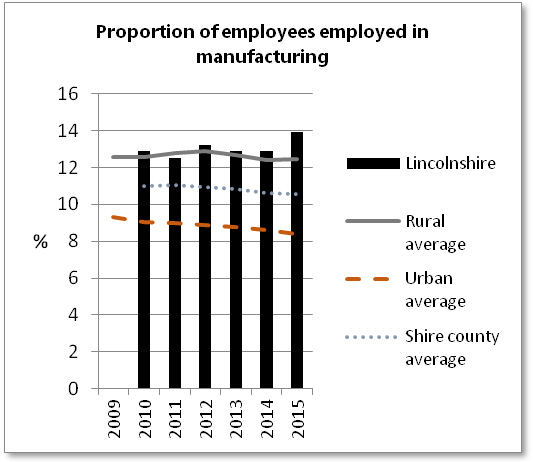 Proportion of employees employed in
manufacturing
16
14
12
10
8
6
4
2
0
%
2009
2010
2011
2012
2013
2014
2015
Lincolnshire
Rural
average
Urban
average
Shire county
average